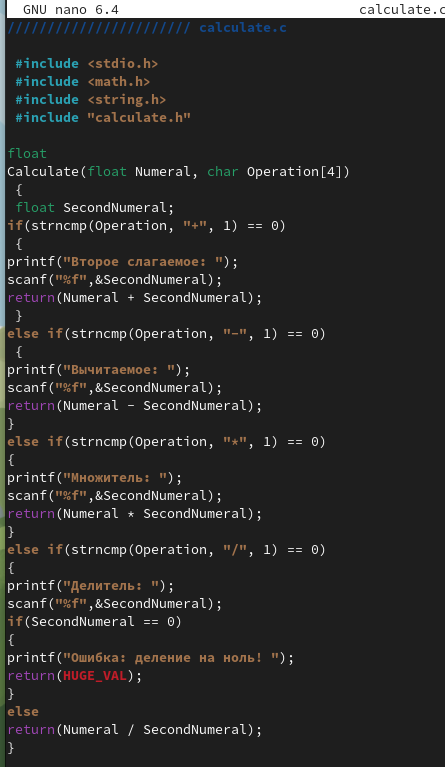 GNU nano 6.4 calculate.c
/////////////////////// calculate.c
#include <stdio.h>
#include <math.h>
#include <string.h>
#include "calculate.h"
float
Calculate(float Numeral, char Operation[4])
{
float SecondNumeral;
if(strncmp(Operation, "+", 1) == 0)
{
printf("Второе слагаемое: ");
scanf("%f",&SecondNumeral);
return(Numeral + SecondNumeral);
}
else if(strncmp(Operation, "-", 1) == 0)
{
printf("Вычитаемое: ");
scanf("%f",&SecondNumeral);
return(Numeral - SecondNumeral);
}
else if(strncmp(Operation, "*", 1) == 0)
{
printf("Множитель: ");
scanf("%f",&SecondNumeral);
return(Numeral * SecondNumeral);
}
else if(strncmp(Operation, "/", 1) == 0)
{
printf("Делитель: ");
scanf("%f",&SecondNumeral);
if(SecondNumeral == 0)
{
printf("Ошибка: деление на ноль! ");
return(HUGE_VAL);
}
else
return(Numeral / SecondNumeral);
}